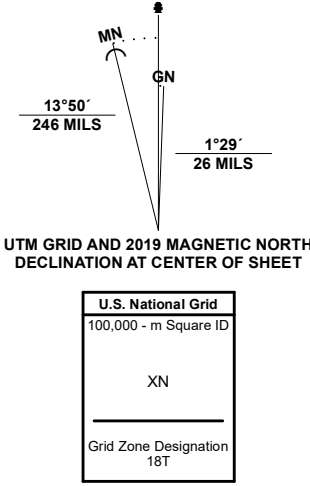 MN
GN
13°50´
246 MILS
1°29´
26 MILS
UTM GRID AND 2019 MAGNETIC NORTH
DECLINATION AT CENTER OF SHEET
U.S. National Grid
100,000 - m Square ID
XN
Grid Zone Designation
18T